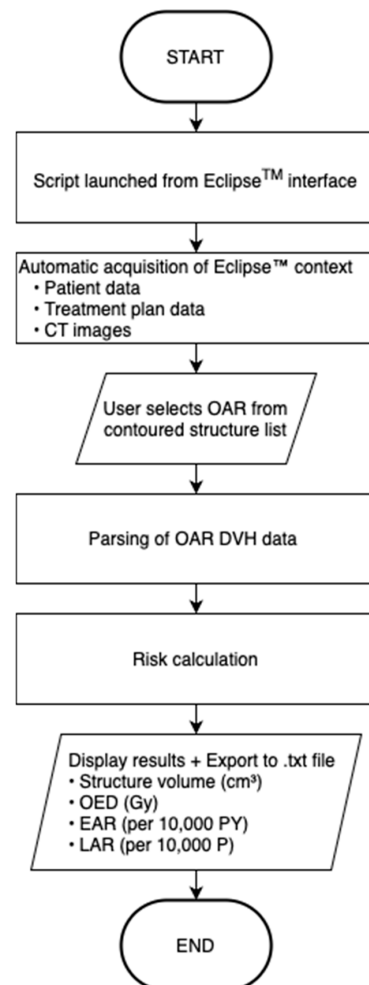 START
Script launched from Eclipse™ interface
Automatic acquisition of Eclipse™ context
• Patient data
• Treatment plan data
• CT images
User selects OAR from
contoured structure list
Parsing of OAR DVH data
Risk calculation
Display results + Export to .txt file
• Structure volume (cm³)
• OED (Gy)
• EAR (per 10,000 PY)
• LAR (per 10,000 P)
END